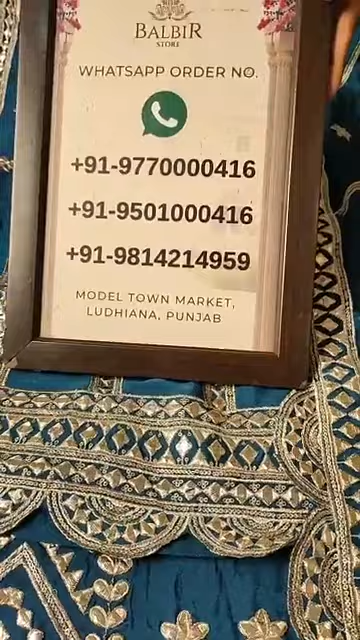 BALBIR
STORE
WHATSAPP ORDER NO.
+91-9770000416
+91-9501000416
+91-9814214959
MODEL TOWN MARKET,
LUDHIANA, PUNJAB